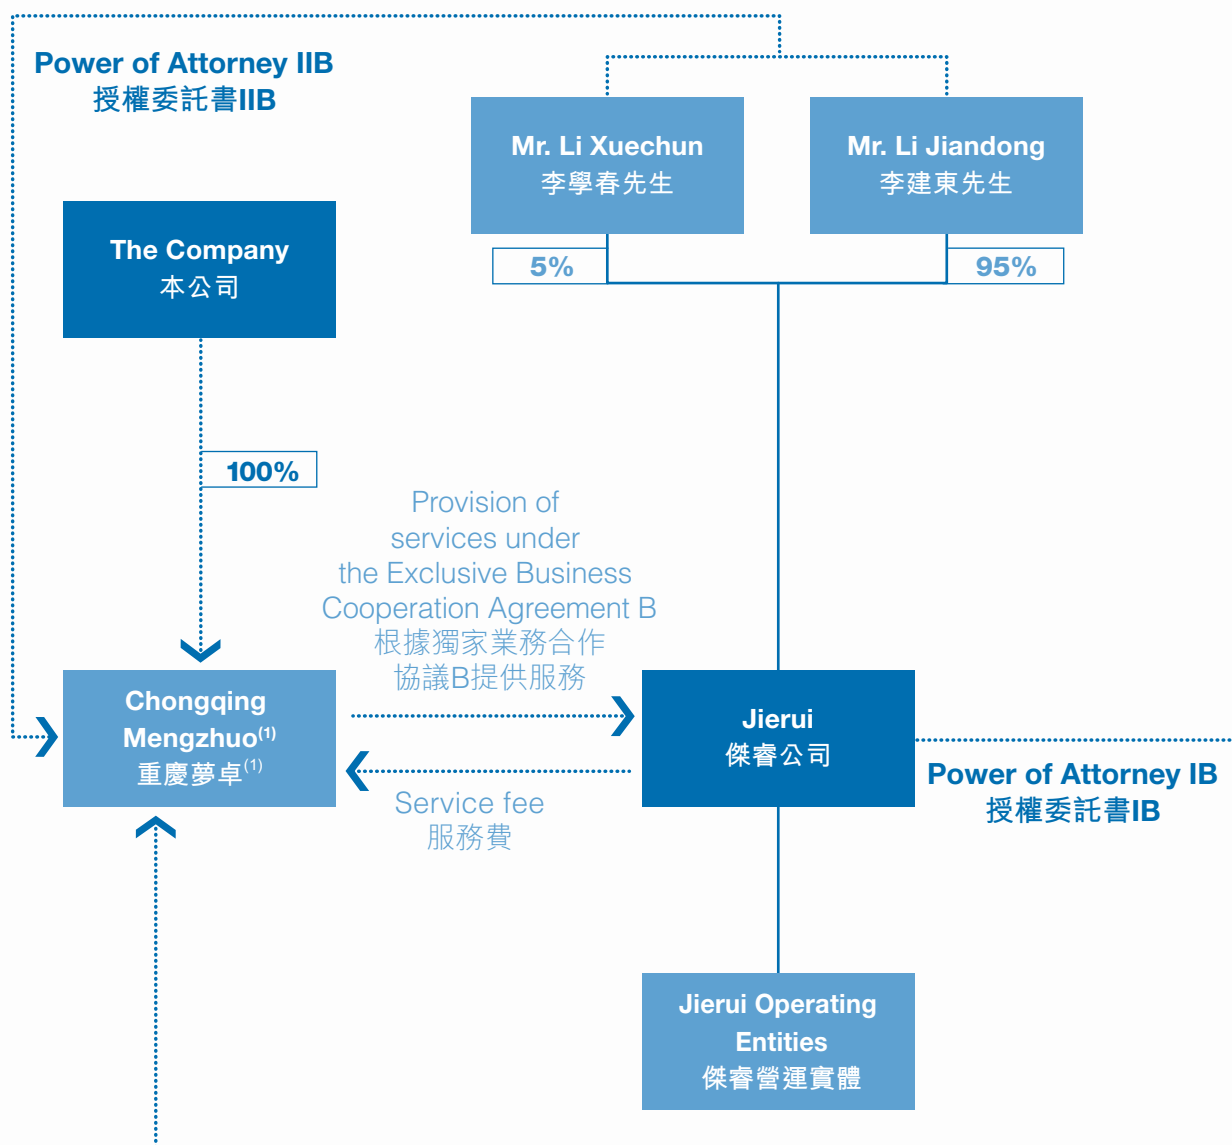 Power of Attorney IIB
授權委託書IIB
Mr. Li Xuechun
李學春先生
Mr. Li Jiandong
李建東先生
The Company
本公司
5%
95%
100%
Provision of
services under
the Exclusive Business
Cooperation Agreement B
根據獨家業務合作
協議B提供服務
Chongqing
Mengzhuo(1)
重慶夢卓(1)
Jierui
傑睿公司
Service fee
服務費
Power of Attorney IB
授權委託書IB
Jierui Operating
Entities
傑睿營運實體